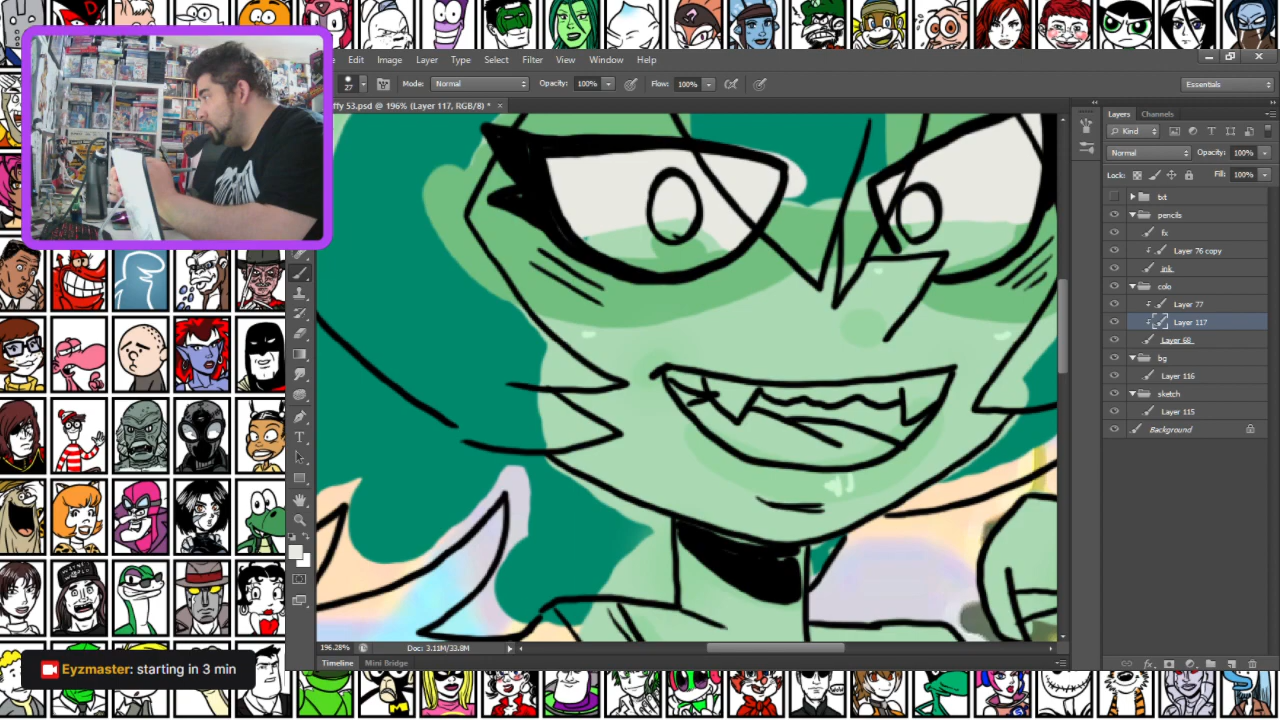 Edit Image Layer Type Select Filter View Window Help
27 Mode: Normal Opacity: 100% Flow: 100% Essentials
ffy 53.psd @ 196% (Layer 117, RGB/8) * ×
Layers Channels
Kind
Normal Opacity: 100%
Lock: Fill: 100%
txt
pencils
fx
Layer 76 copy
ink
colo
Layer 77
Layer 117
Layer 68
bg
Layer 116
sketch
Layer 115
Background
196.28% Doc: 3.11M/33.8M
Timeline Mini Bridge
Eyzmaster: starting in 3 min